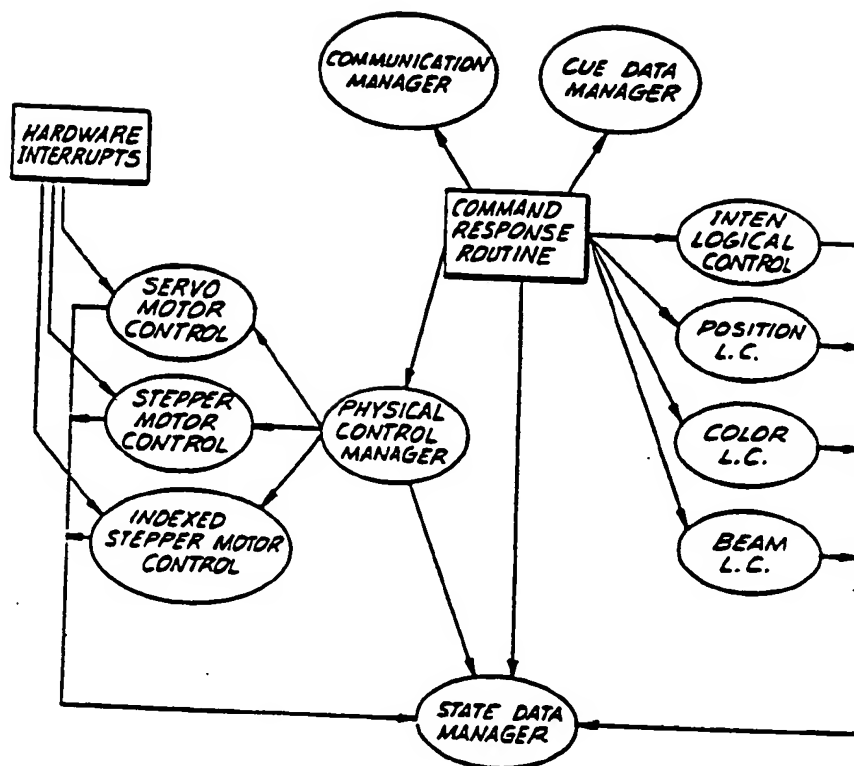 COMMUNICATION
MANAGER
CUE DATA
MANAGER
HARDWARE
INTERRUPTS
COMMAND
RESPONSE
ROUTINE
INTEN
LOGICAL
CONTROL
SERVO
MOTOR
CONTROL
POSITION
L.C.
STEPPER
MOTOR
CONTROL
PHYSICAL
CONTROL
MANAGER
COLOR
L.C.
INDEXED
STEPPER MOTOR
CONTROL
BEAM
L.C.
STATE DATA
MANAGER